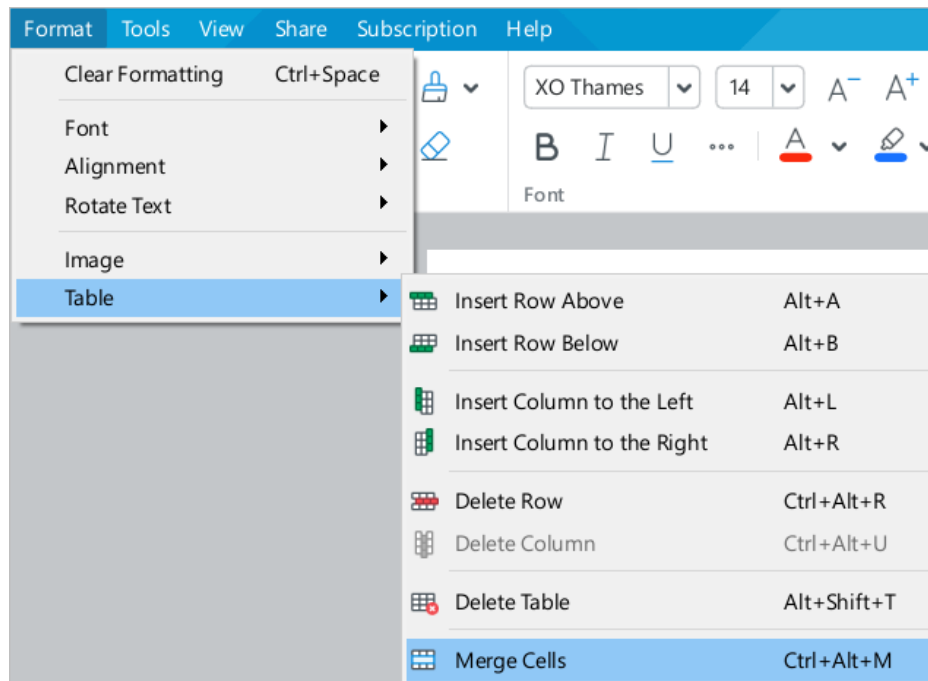 Format Tools View Share Subscription Help
Clear Formatting Ctrl+Space
XO Thames 14 A− A+
Font
B I U A
Alignment
Rotate Text
Font
Image
Table
Insert Row Above Alt+A
Insert Row Below Alt+B
Insert Column to the Left Alt+L
Insert Column to the Right Alt+R
Delete Row Ctrl+Alt+R
Delete Column Ctrl+Alt+U
Delete Table Alt+Shift+T
Merge Cells Ctrl+Alt+M